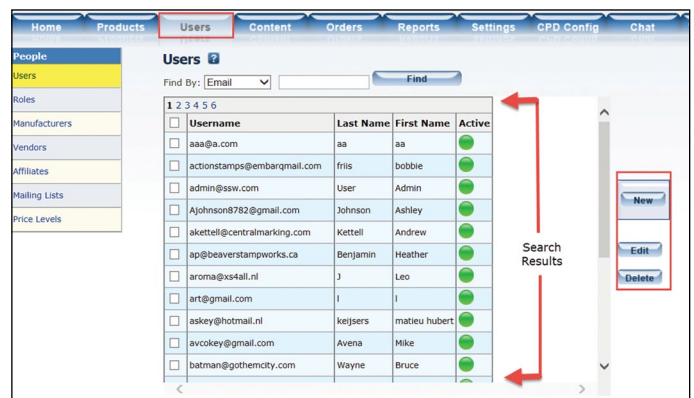 Home Products Users Content Orders Reports Settings CPD Config Chat
People
Users
Roles
Manufacturers
Vendors
Affiliates
Mailing Lists
Price Levels
Users ?
Find By: Email Find
1 2 3 4 5 6
Username Last Name First Name Active
aaa@a.com aa aa
actionstamps@embarqmail.com friis bobbie
admin@ssw.com User Admin
Ajohnson8782@gmail.com Johnson Ashley
akettell@centralmarking.com Kettell Andrew
ap@beaverstampworks.ca Benjamin Heather
aroma@xs4all.nl J Leo
art@gmail.com l l
askey@hotmail.nl keijsers matieu hubert
avcokey@gmail.com Avena Mike
batman@gothemcity.com Wayne Bruce
Search
Results
New
Edit
Delete